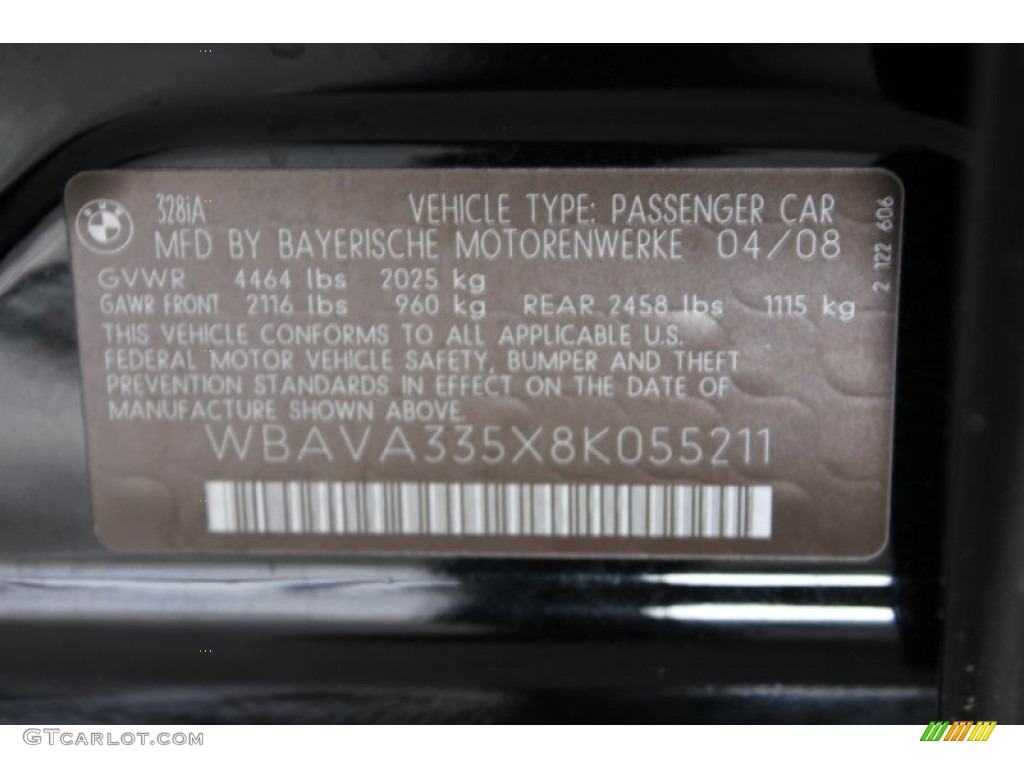 328iA VEHICLE TYPE: PASSENGER CAR
MFD BY BAYERISCHE MOTORENWERKE 04/08
GVWR 4464 lbs 2025 kg
GAWR FRONT 2116 lbs 960 kg REAR 2458 lbs 1115 kg
THIS VEHICLE CONFORMS TO ALL APPLICABLE U.S.
FEDERAL MOTOR VEHICLE SAFETY, BUMPER AND THEFT
PREVENTION STANDARDS IN EFFECT ON THE DATE OF
MANUFACTURE SHOWN ABOVE.
WBAVA335X8K055211
2 122 606
GTCARLOT.COM